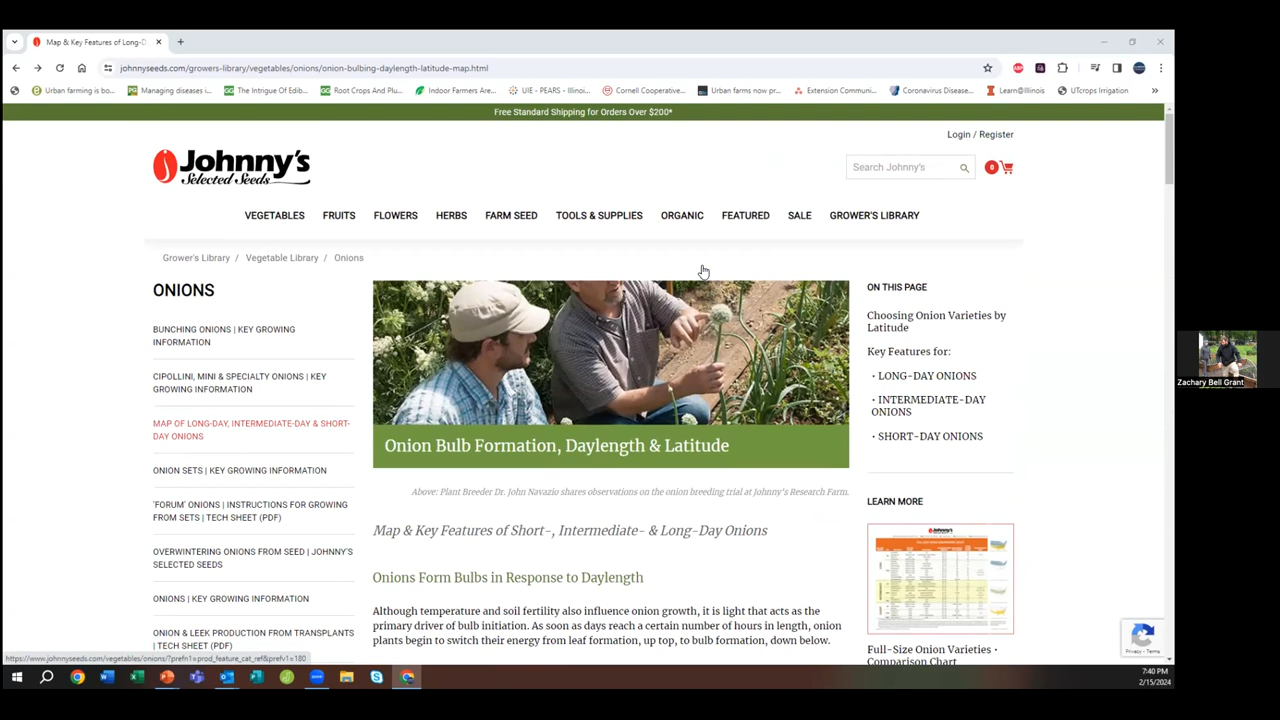 Map & Key Features of Long-D
johnnyseeds.com/growers-library/vegetables/onions/onion-bulbing-daylength-latitude-map.html
Urban farming is bo...
Managing diseases i...
The Intrigue Of Edib...
Root Crops And Plu...
Indoor Farmers Are...
UIE - PEARS - Illinoi...
Cornell Cooperative...
Urban farms now pr...
Extension Communi...
Coronavirus Disease...
Learn@Illinois
UTcrops Irrigation
Free Standard Shipping for Orders Over $200*
Login / Register
Johnny's
Selected Seeds
Search Johnny's
0
VEGETABLES FRUITS FLOWERS HERBS FARM SEED TOOLS & SUPPLIES ORGANIC FEATURED SALE GROWER'S LIBRARY
Grower's Library / Vegetable Library / Onions
ONIONS
BUNCHING ONIONS | KEY GROWING
INFORMATION
CIPOLLINI, MINI & SPECIALTY ONIONS | KEY
GROWING INFORMATION
MAP OF LONG-DAY, INTERMEDIATE-DAY & SHORT-
DAY ONIONS
ONION SETS | KEY GROWING INFORMATION
'FORUM' ONIONS | INSTRUCTIONS FOR GROWING
FROM SETS | TECH SHEET (PDF)
OVERWINTERING ONIONS FROM SEED | JOHNNY'S
SELECTED SEEDS
ONIONS | KEY GROWING INFORMATION
ONION & LEEK PRODUCTION FROM TRANSPLANTS
| TECH SHEET (PDF)
Onion Bulb Formation, Daylength & Latitude
Above: Plant Breeder Dr. John Navazio shares observations on the onion breeding trial at Johnny's Research Farm.
Map & Key Features of Short-, Intermediate- & Long-Day Onions
Onions Form Bulbs in Response to Daylength
Although temperature and soil fertility also influence onion growth, it is light that acts as the
primary driver of bulb initiation. As soon as days reach a certain number of hours in length, onion
plants begin to switch their energy from leaf formation, up top, to bulb formation, down below.
ON THIS PAGE
Choosing Onion Varieties by
Latitude
Key Features for:
• LONG-DAY ONIONS
• INTERMEDIATE-DAY
ONIONS
• SHORT-DAY ONIONS
LEARN MORE
Full-Size Onion Varieties •
Comparison Chart
Privacy - Terms
https://www.johnnyseeds.com/vegetables/onions/?prefn1=prod_feature_cat_ref&prefv1=180
7:40 PM
2/15/2024
Zachary Bell Grant